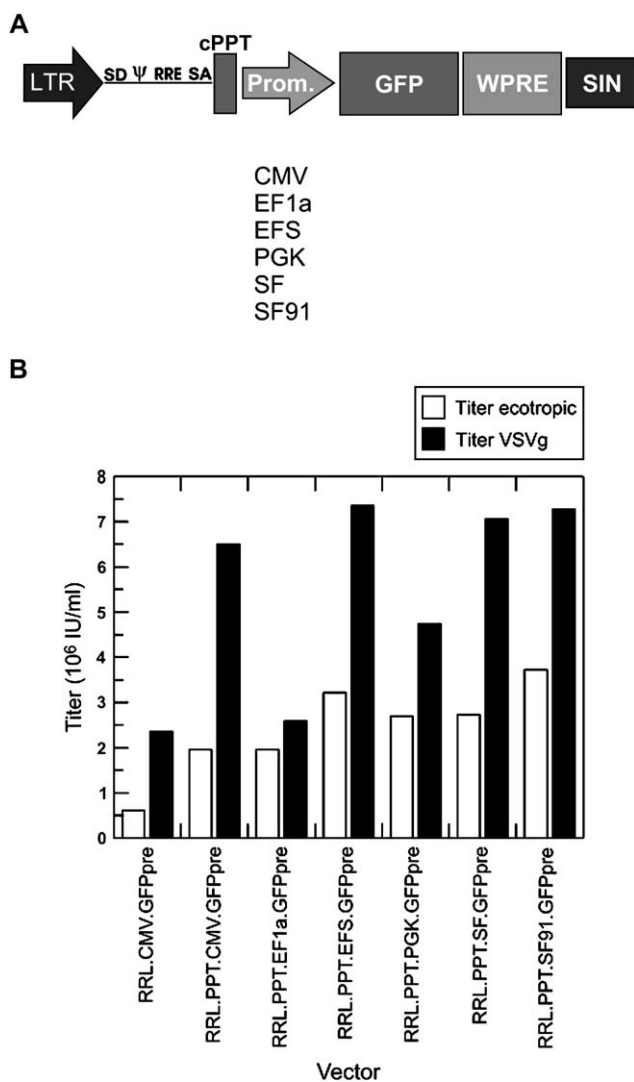 A
LTR SD Ψ RRE SA cPPT Prom. GFP WPRE SIN
CMV
EF1a
EFS
PGK
SF
SF91
B
Titer ecotropic
Titer VSVg
Titer (10⁶ IU/ml)
8
7
6
5
4
3
2
1
0
RRL.CMV.GFPpre
RRL.PPT.CMV.GFPpre
RRL.PPT.EF1a.GFPpre
RRL.PPT.EFS.GFPpre
RRL.PPT.PGK.GFPpre
RRL.PPT.SF.GFPpre
RRL.PPT.SF91.GFPpre
Vector